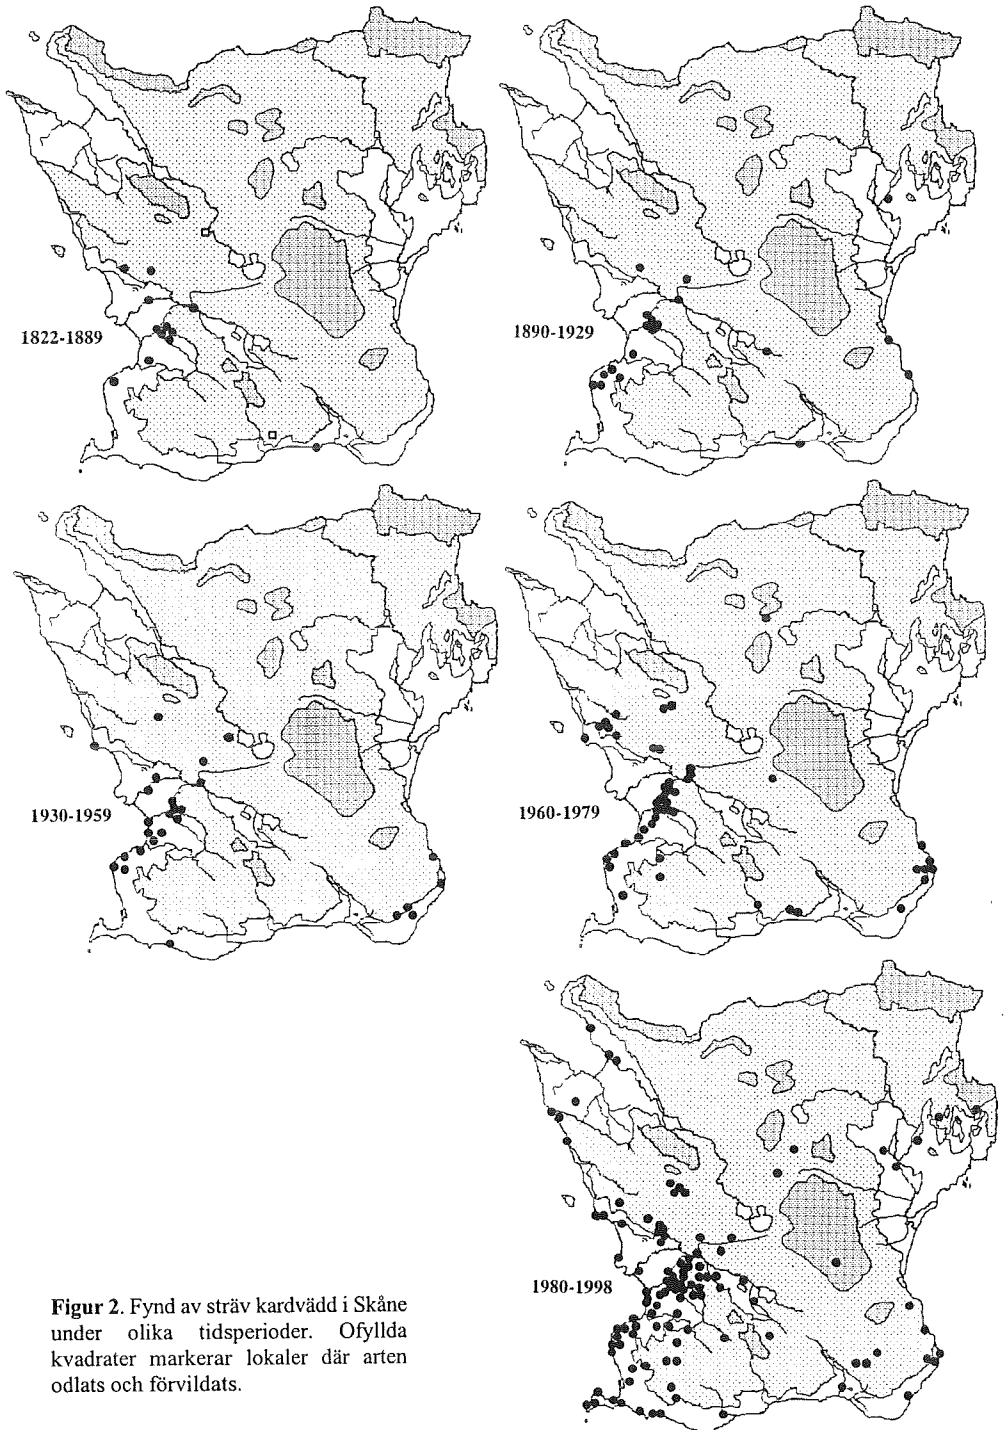 1822-1889
1890-1929
1930-1959
1960-1979
1980-1998
Figur 2. Fynd av sträv kardvädd i Skåne
under olika tidsperioder. Ofyllda
kvadrater markerar lokaler där arten
odlats och förvildats.